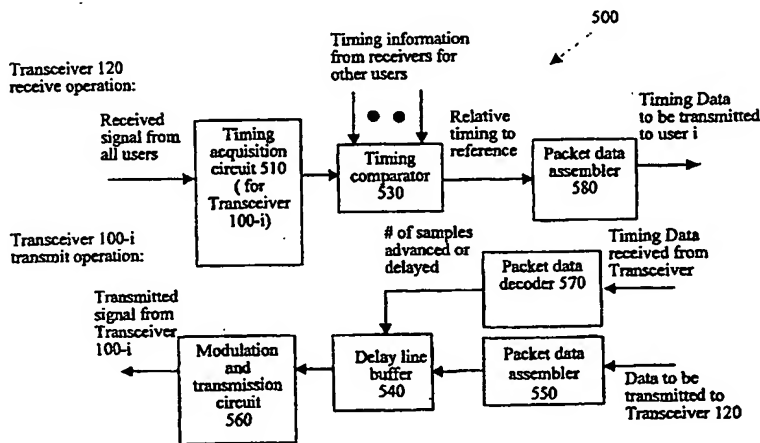 500
Timing information
from receivers for
other users
Transceiver 120
receive operation:
Received
signal from
all users
Timing
acquisition
circuit 510
( for
Transceiver
100-i)
Timing
comparator
530
Relative
timing to
reference
Packet data
assembler
580
Timing Data
to be transmitted
to user i
Transceiver 100-i
transmit operation:
# of samples
advanced or
delayed
Packet data
decoder 570
Timing Data
received from
Transceiver
Transmitted
signal from
Transceiver
100-i
Modulation
and
transmission
circuit
560
Delay line
buffer
540
Packet data
assembler
550
Data to be
transmitted to
Transceiver 120